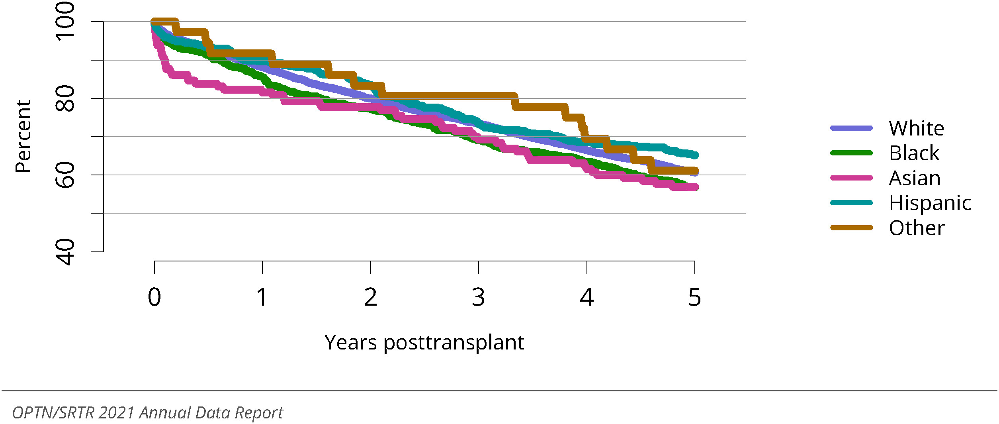 100
80
60
40
Percent
0 1 2 3 4 5
Years posttransplant
White
Black
Asian
Hispanic
Other
OPTN/SRTR 2021 Annual Data Report